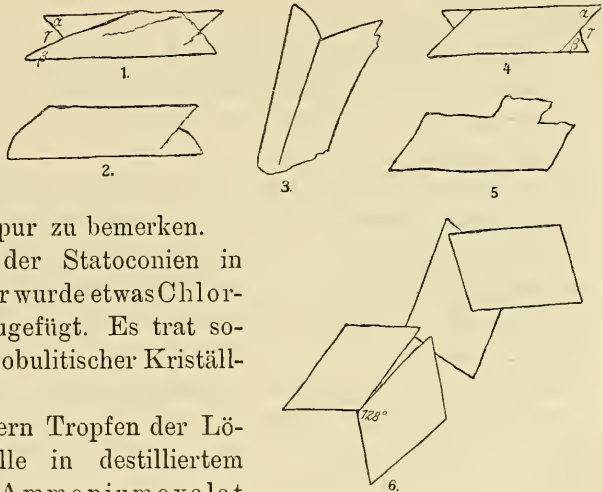 α
γ
β
1.
2.
3.
α
γ
β
4
5
pur zu bemerken.
der Statoconien in
r wurde etwas Chlor-
ugefügt. Es trat so-
obulitischer Kriställ-
ern Tropfen der Lö-
lle in destilliertem
Ammoniumoxalat
128°
6.